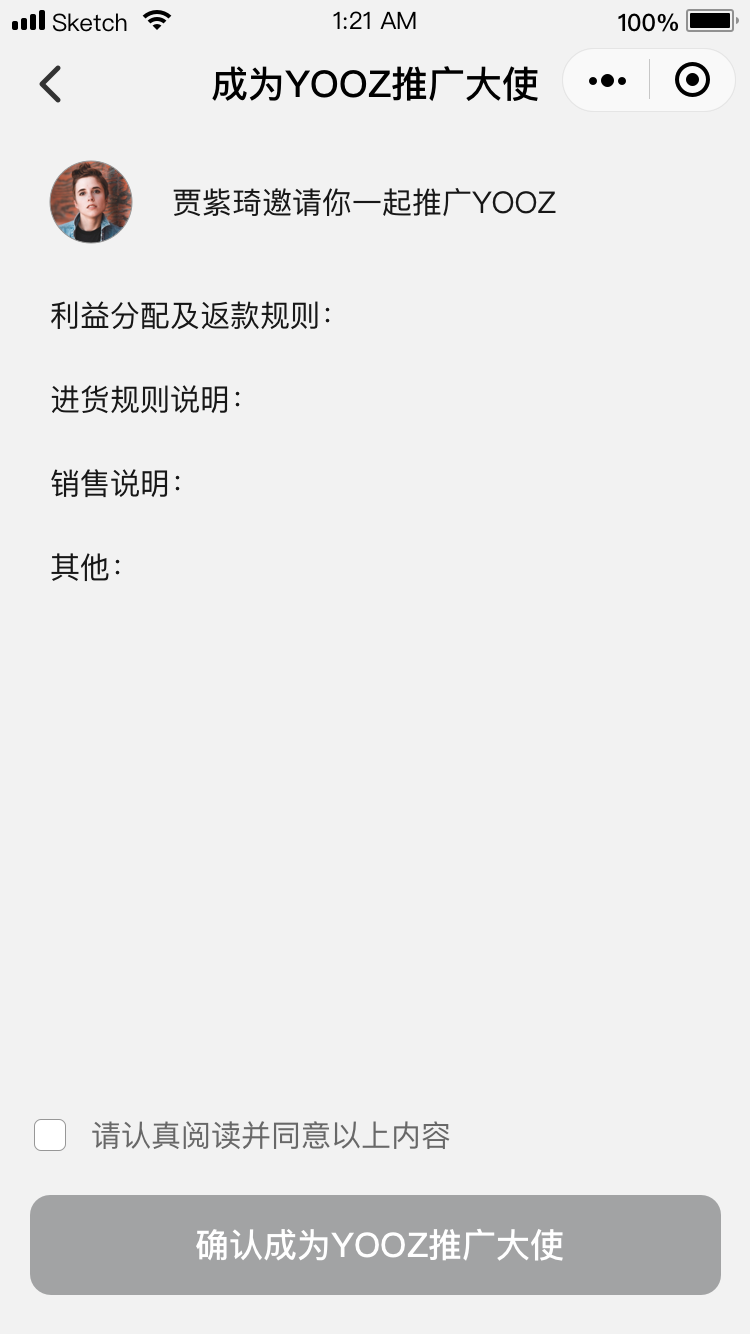 Sketch 1:21 AM 100%
成为YOOZ推广大使
贾紫琦邀请你一起推广YOOZ
利益分配及返款规则：
进货规则说明：
销售说明：
其他：
请认真阅读并同意以上内容
确认成为YOOZ推广大使